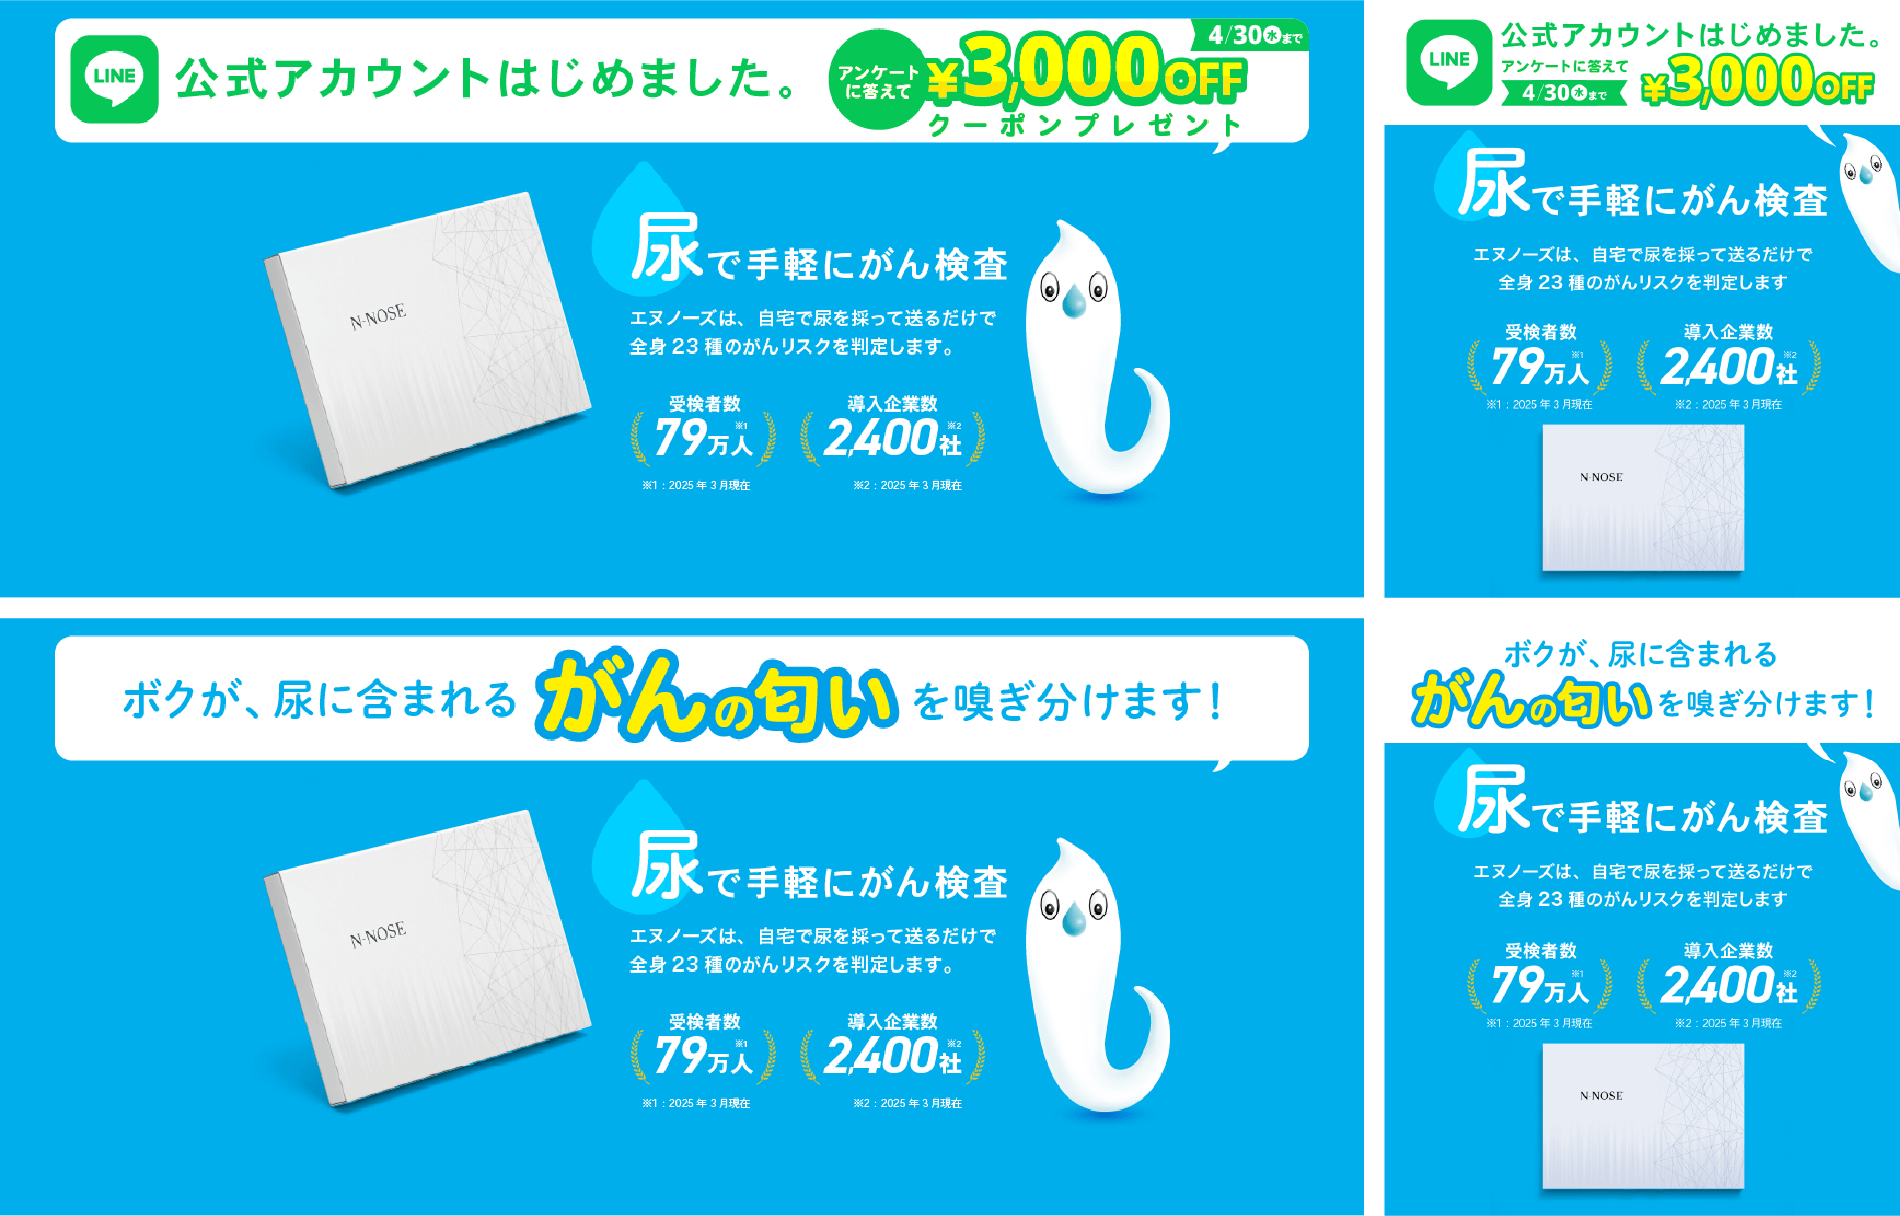 LINE
公式アカウントはじめました。
アンケート
に答えて
4/30水まで
¥3,000OFF
クーポンプレゼント
N-NOSE
尿で手軽にがん検査
エヌノーズは、自宅で尿を採って送るだけで
全身23種のがんリスクを判定します。
受検者数
79万人※1
※1：2025年3月現在
導入企業数
2,400社※2
※2：2025年3月現在
LINE
公式アカウントはじめました。
アンケートに答えて
4/30水まで
¥3,000OFF
尿で手軽にがん検査
エヌノーズは、自宅で尿を採って送るだけで
全身23種のがんリスクを判定します
受検者数
79万人※1
※1：2025年3月現在
導入企業数
2,400社※2
※2：2025年3月現在
N-NOSE
ボクが、尿に含まれるがんの匂いを嗅ぎ分けます！
N-NOSE
尿で手軽にがん検査
エヌノーズは、自宅で尿を採って送るだけで
全身23種のがんリスクを判定します。
受検者数
79万人※1
※1：2025年3月現在
導入企業数
2,400社※2
※2：2025年3月現在
ボクが、尿に含まれる
がんの匂いを嗅ぎ分けます！
尿で手軽にがん検査
エヌノーズは、自宅で尿を採って送るだけで
全身23種のがんリスクを判定します
受検者数
79万人※1
※1：2025年3月現在
導入企業数
2,400社※2
※2：2025年3月現在
N-NOSE